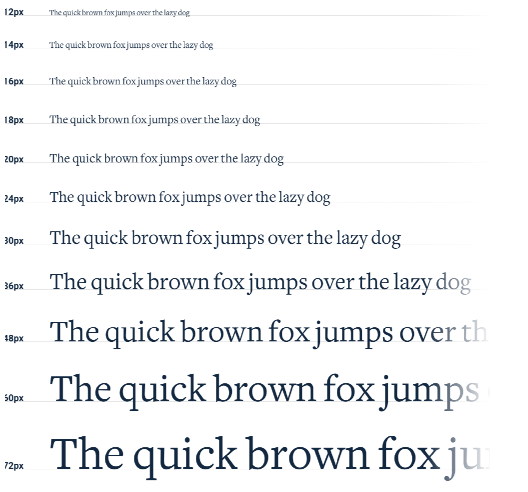 12px The quick brown fox jumps over the lazy dog
14px The quick brown fox jumps over the lazy dog
16px The quick brown fox jumps over the lazy dog
18px The quick brown fox jumps over the lazy dog
20px The quick brown fox jumps over the lazy dog
24px The quick brown fox jumps over the lazy dog
30px The quick brown fox jumps over the lazy dog
36px The quick brown fox jumps over the lazy dog
48px The quick brown fox jumps over th
60px The quick brown fox jumps
72px The quick brown fox ju